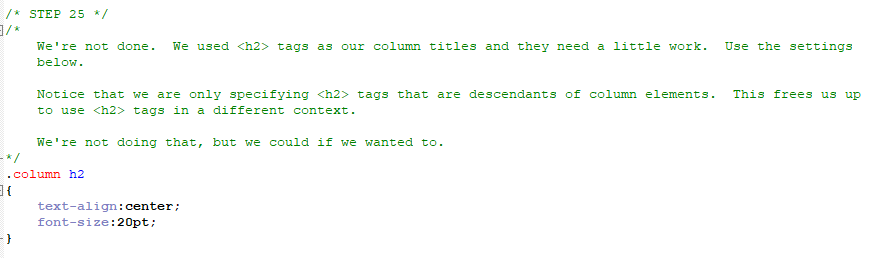 /* STEP 25 */
/*
We're not done.  We used <h2> tags as our column titles and they need a little work.  Use the settings
below.
Notice that we are only specifying <h2> tags that are descendants of column elements.  This frees us up
to use <h2> tags in a different context.
We're not doing that, but we could if we wanted to.
*/
.column h2
{
text-align:center;
font-size:20pt;
}